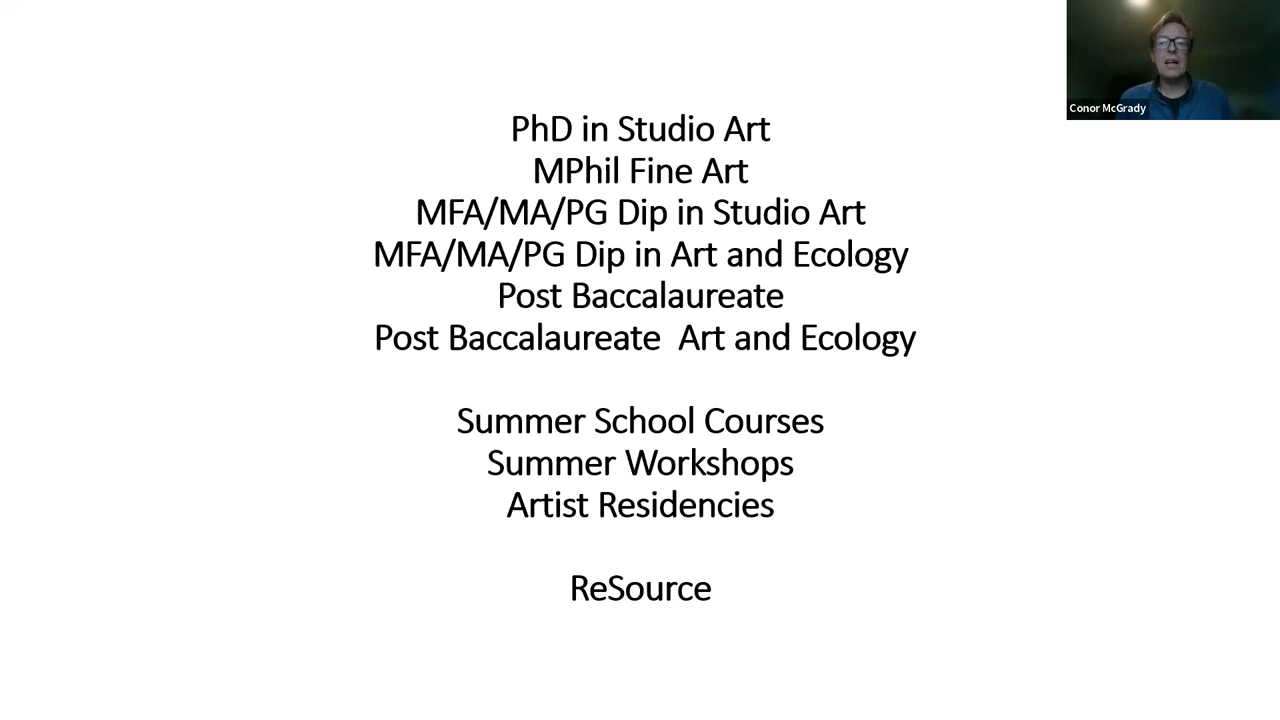 PhD in Studio Art
MPhil Fine Art
MFA/MA/PG Dip in Studio Art
MFA/MA/PG Dip in Art and Ecology
Post Baccalaureate
Post Baccalaureate  Art and Ecology
Summer School Courses
Summer Workshops
Artist Residencies
ReSource
Conor McGrady